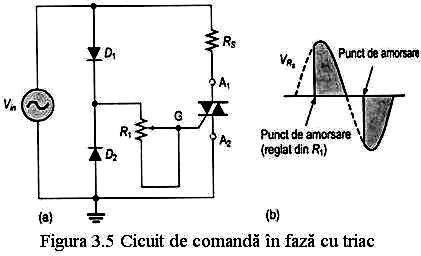 D1
RS
A1
Vin
G
R1
A2
D2
(a)
VRs
Punct de amorsare
Punct de amorsare
(reglat din R1)
(b)
Figura 3.5 Cicuit de comandă în fază cu triac